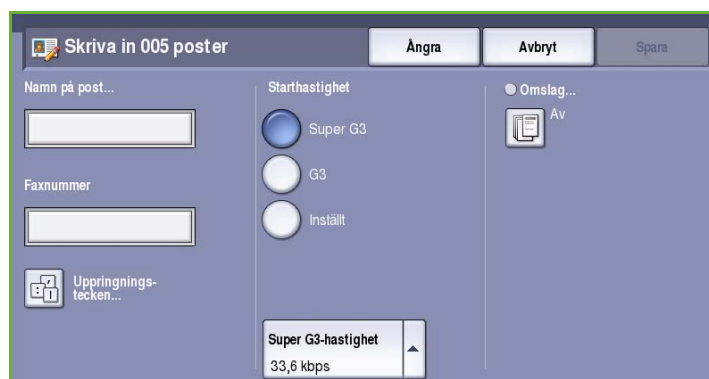 Skriva in 005 poster
Ångra
Avbryt
Spara
Namn på post...
Faxnummer
Uppringnings-
tecken...
Starthastighet
Super G3
G3
Inställt
Super G3-hastighet
33,6 kbps
Omslag...
Av